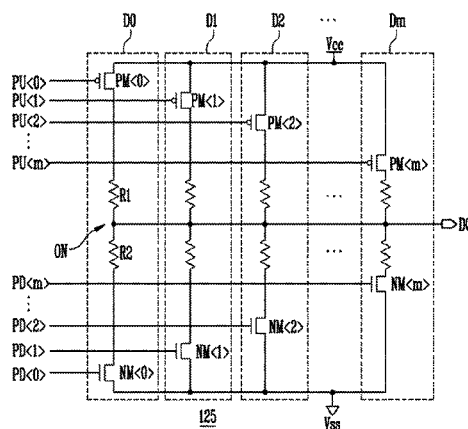 D0 D1 D2 ... Dm
Vcc
PU<0> PM<0>
PU<1> PM<1>
PU<2> PM<2>
⋮
PU<m> PM<m>
R1 ...
ON DQ
R2 ...
PD<m> NM<m>
⋮
PD<2> NM<2>
PD<1> NM<1>
PD<0> NM<0>
Vss
125